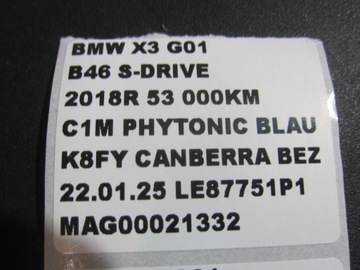 BMW X3 G01
B46 S-DRIVE
2018R 53 000KM
C1M PHYTONIC BLAU
K8FY CANBERRA BEZ
22.01.25 LE87751P1
MAG00021332